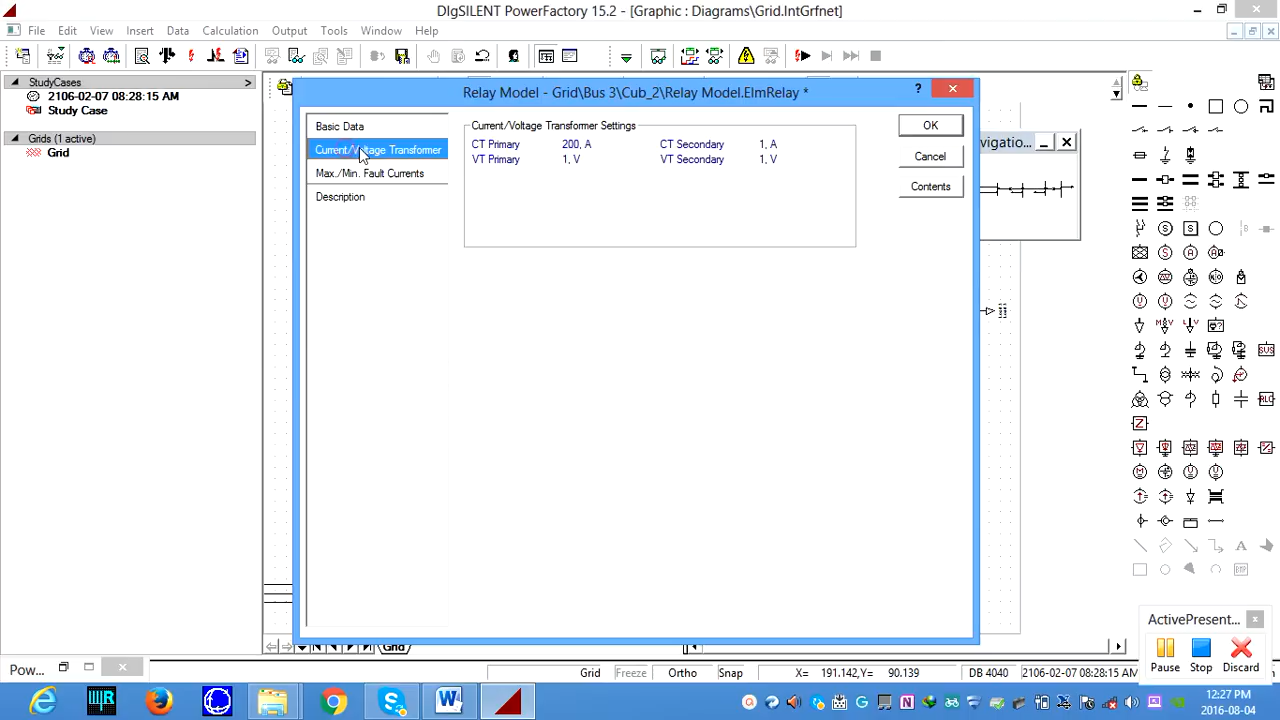 DIgSILENT PowerFactory 15.2 - [Graphic : Diagrams\Grid.IntGrfnet]
File Edit View Insert Data Calculation Output Tools Window Help
StudyCases >
2106-02-07 08:28:15 AM
Study Case
Grids (1 active)
Grid
Relay Model - Grid\Bus 3\Cub_2\Relay Model.ElmRelay *
?
Basic Data
Current/Voltage Transformer
Max./Min. Fault Currents
Description
Current/Voltage Transformer Settings
CT Primary 200, A CT Secondary 1, A
VT Primary 1, V VT Secondary 1, V
OK
Cancel
Contents
vigatio...
SVS
RLC
Z
A
BMP
Grid
ActivePresent...
Pause Stop Discard
Pow...
Grid Freeze Ortho Snap X= 191.142,Y= 90.139 DB 4040 2106-02-07 08:28:15 AM
12:27 PM
2016-08-04